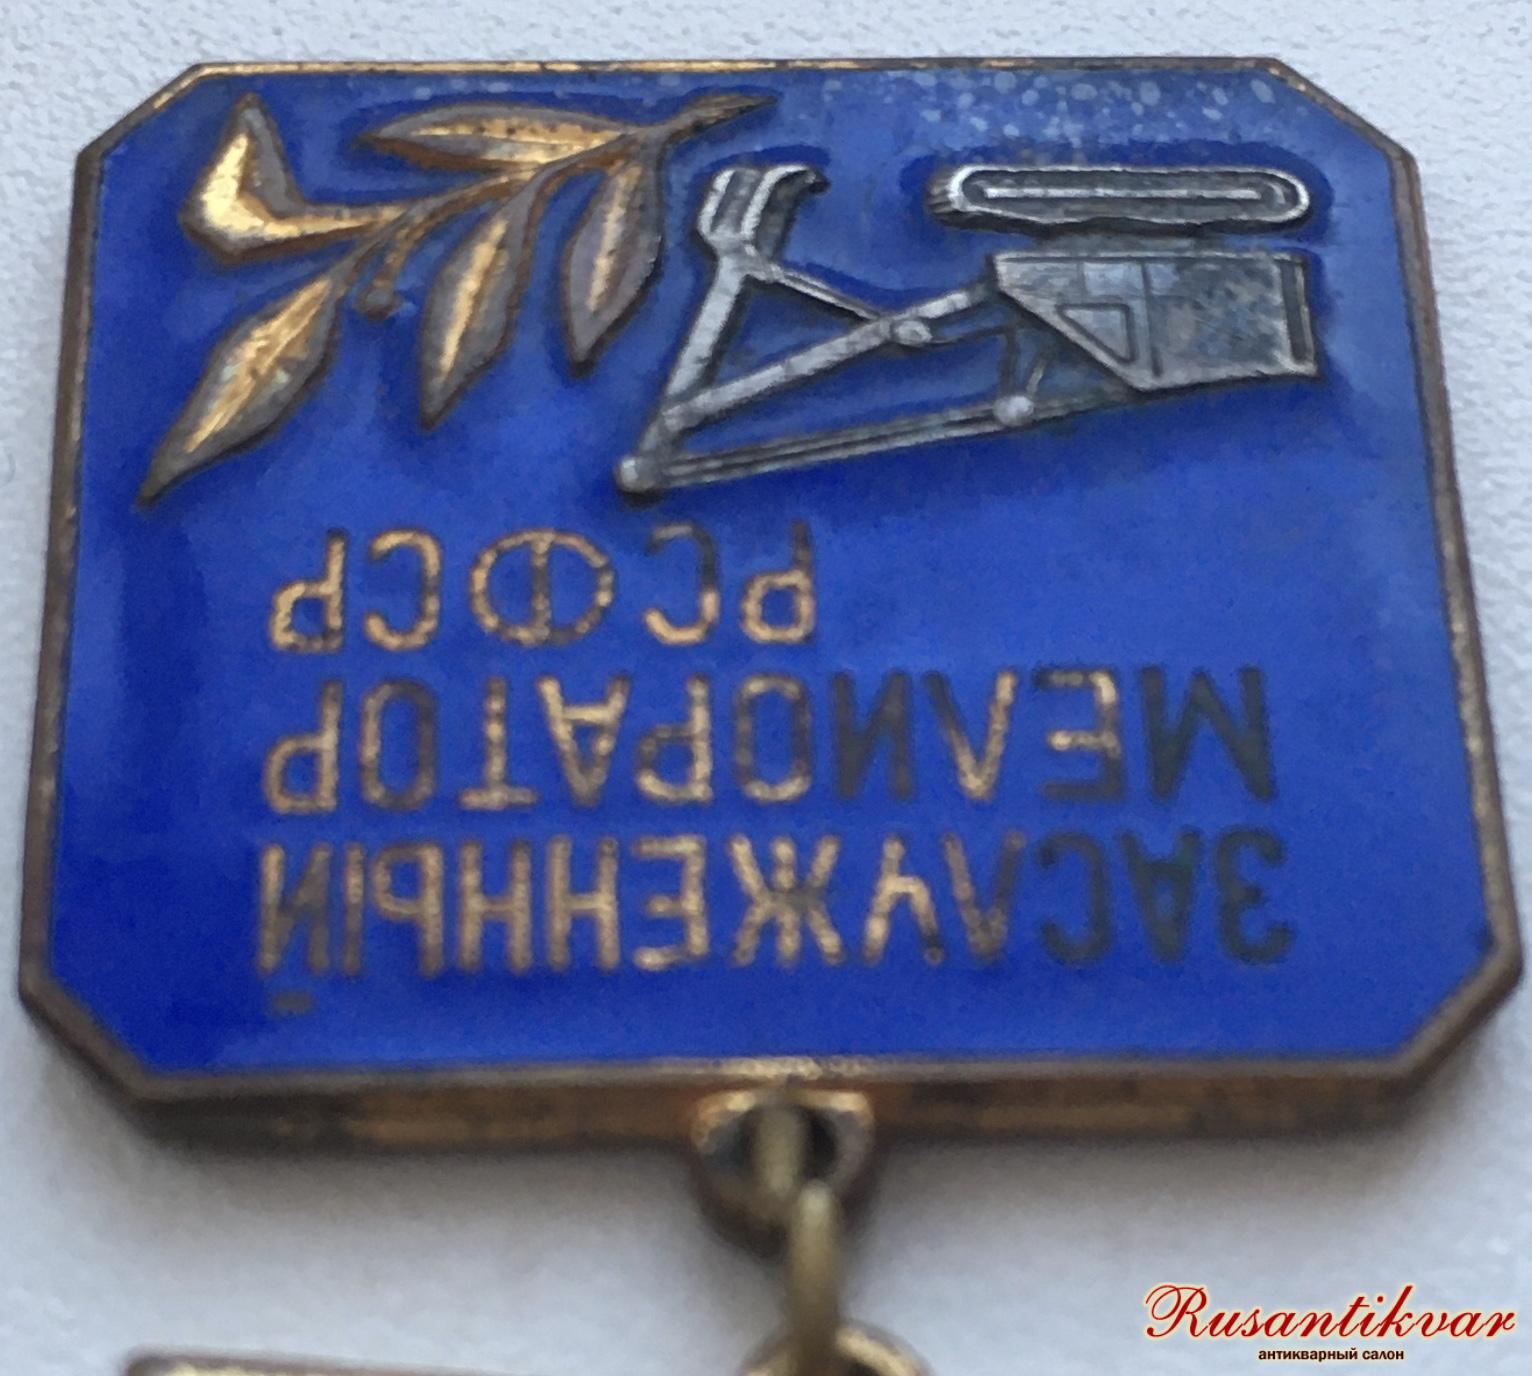 ЗАСЛУЖЕННЫЙ
МЕЛИОРАТОР
РСФСР
Rusantikvar
антикварный салон